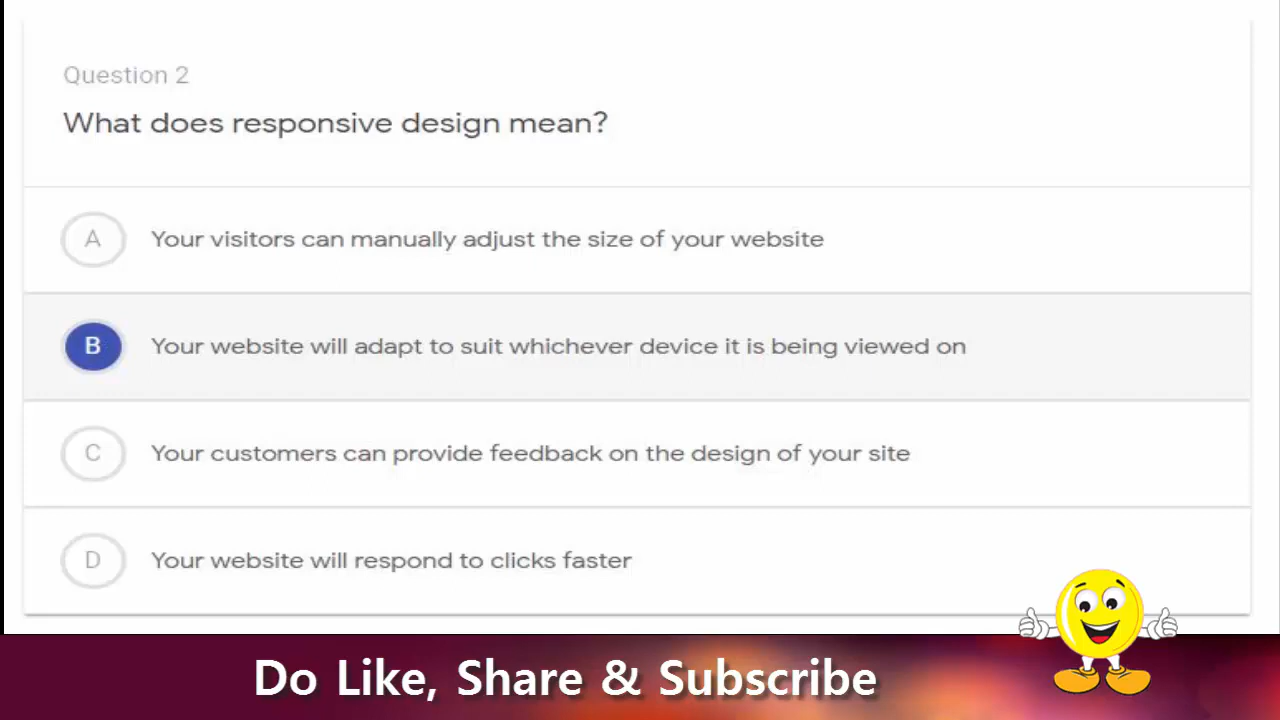 Question 2
What does responsive design mean?
A Your visitors can manually adjust the size of your website
B Your website will adapt to suit whichever device it is being viewed on
C Your customers can provide feedback on the design of your site
D Your website will respond to clicks faster
Do Like, Share & Subscribe